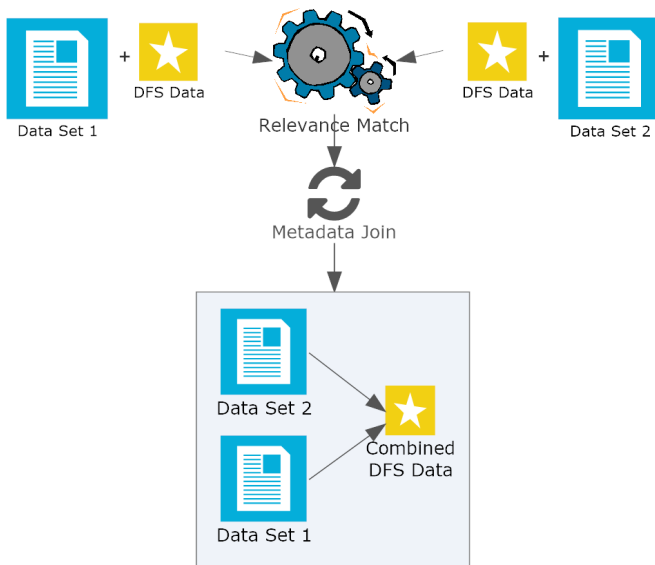 +
+
DFS Data
DFS Data
Data Set 1
Relevance Match
Data Set 2
Metadata Join
Data Set 2
Combined
DFS Data
Data Set 1